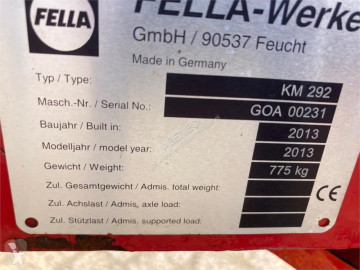 FELLA
FELLA-Werke
GmbH / 90537 Feucht
Made in Germany
Typ / Type: KM 292
Masch.-Nr. / Serial No.: GOA 00231
Baujahr / Built in: 2013
Modelljahr / model year: 2013
Gewicht / Weight: 775 kg
Zul. Gesamtgewicht / Admis. total weight:
Zul. Achslast / Admis, axle load:
Zul. Stützlast / Admis. supported load:
CE